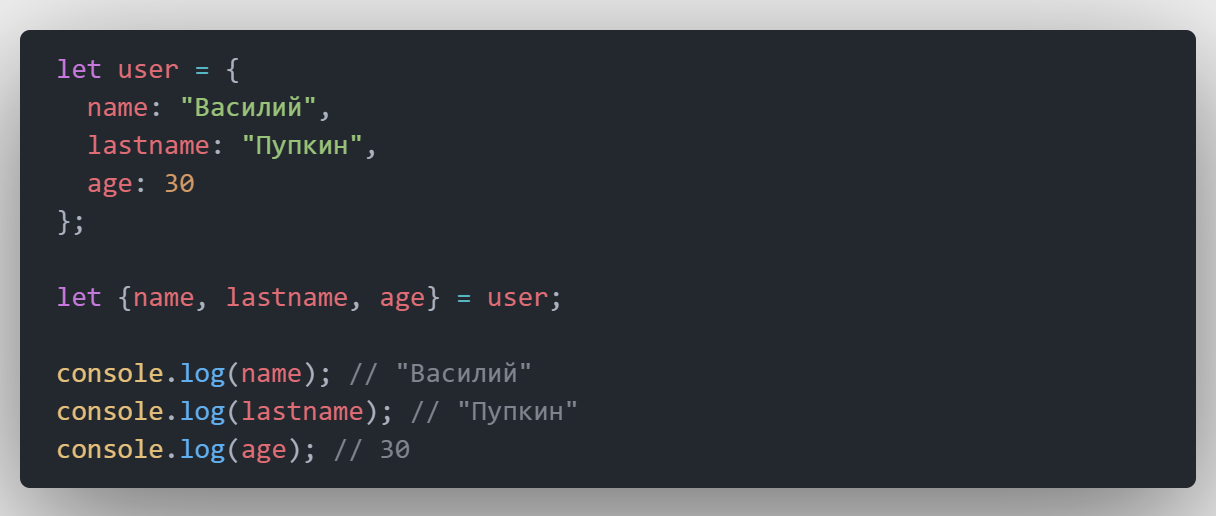 let user = {
  name: "Василий",
  lastname: "Пупкин",
  age: 30
};

let {name, lastname, age} = user;

console.log(name); // "Василий"
console.log(lastname); // "Пупкин"
console.log(age); // 30